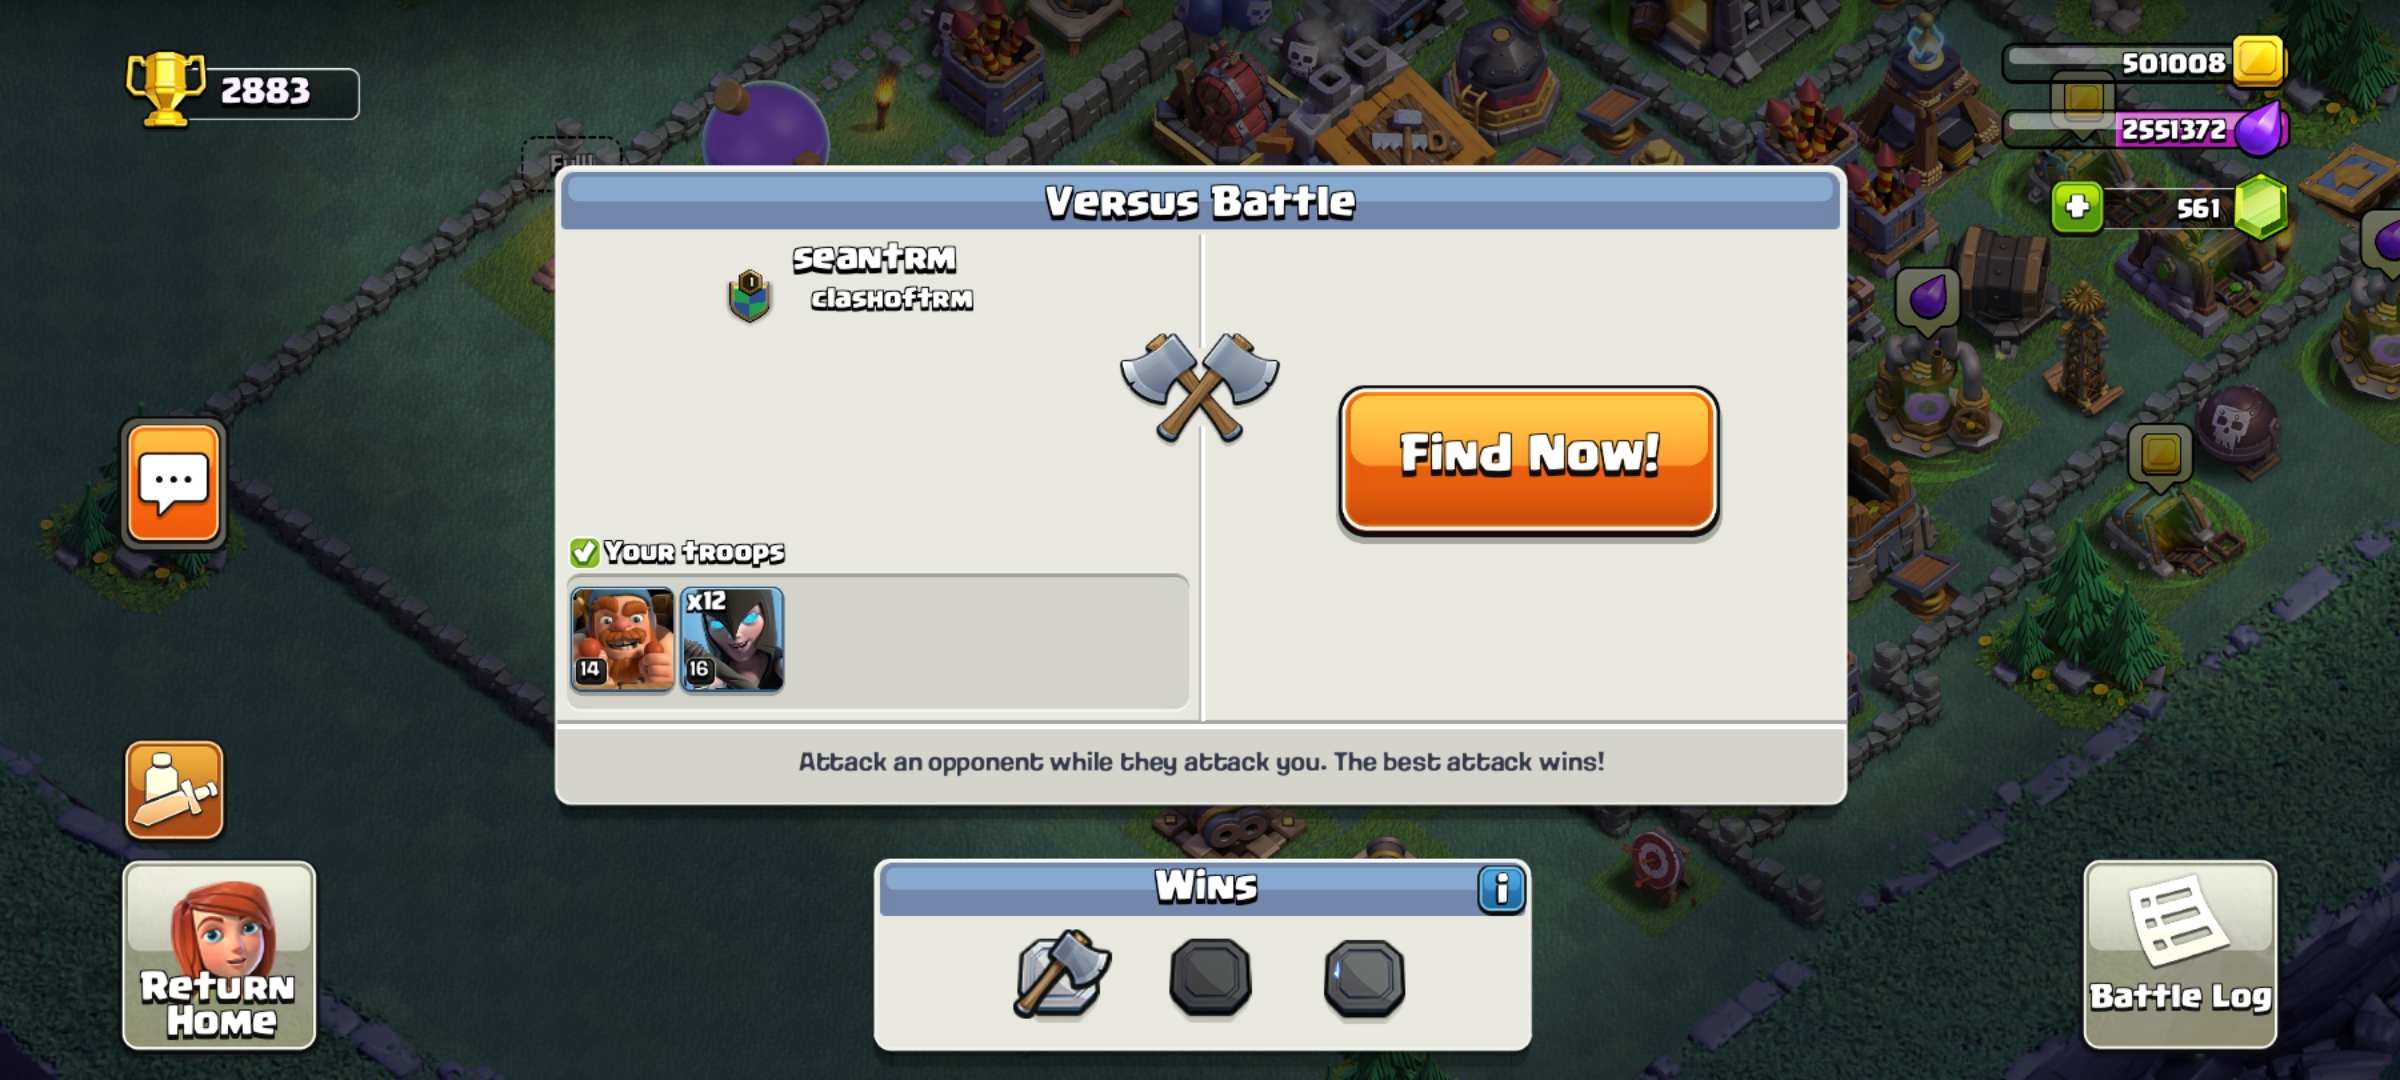 2883
501008
2551372
561
Full!
Versus Battle
seantrm
clashoftrm
Find Now!
Your troops
14
x12
16
Attack an opponent while they attack you. The best attack wins!
Wins
Return
Home
Battle Log